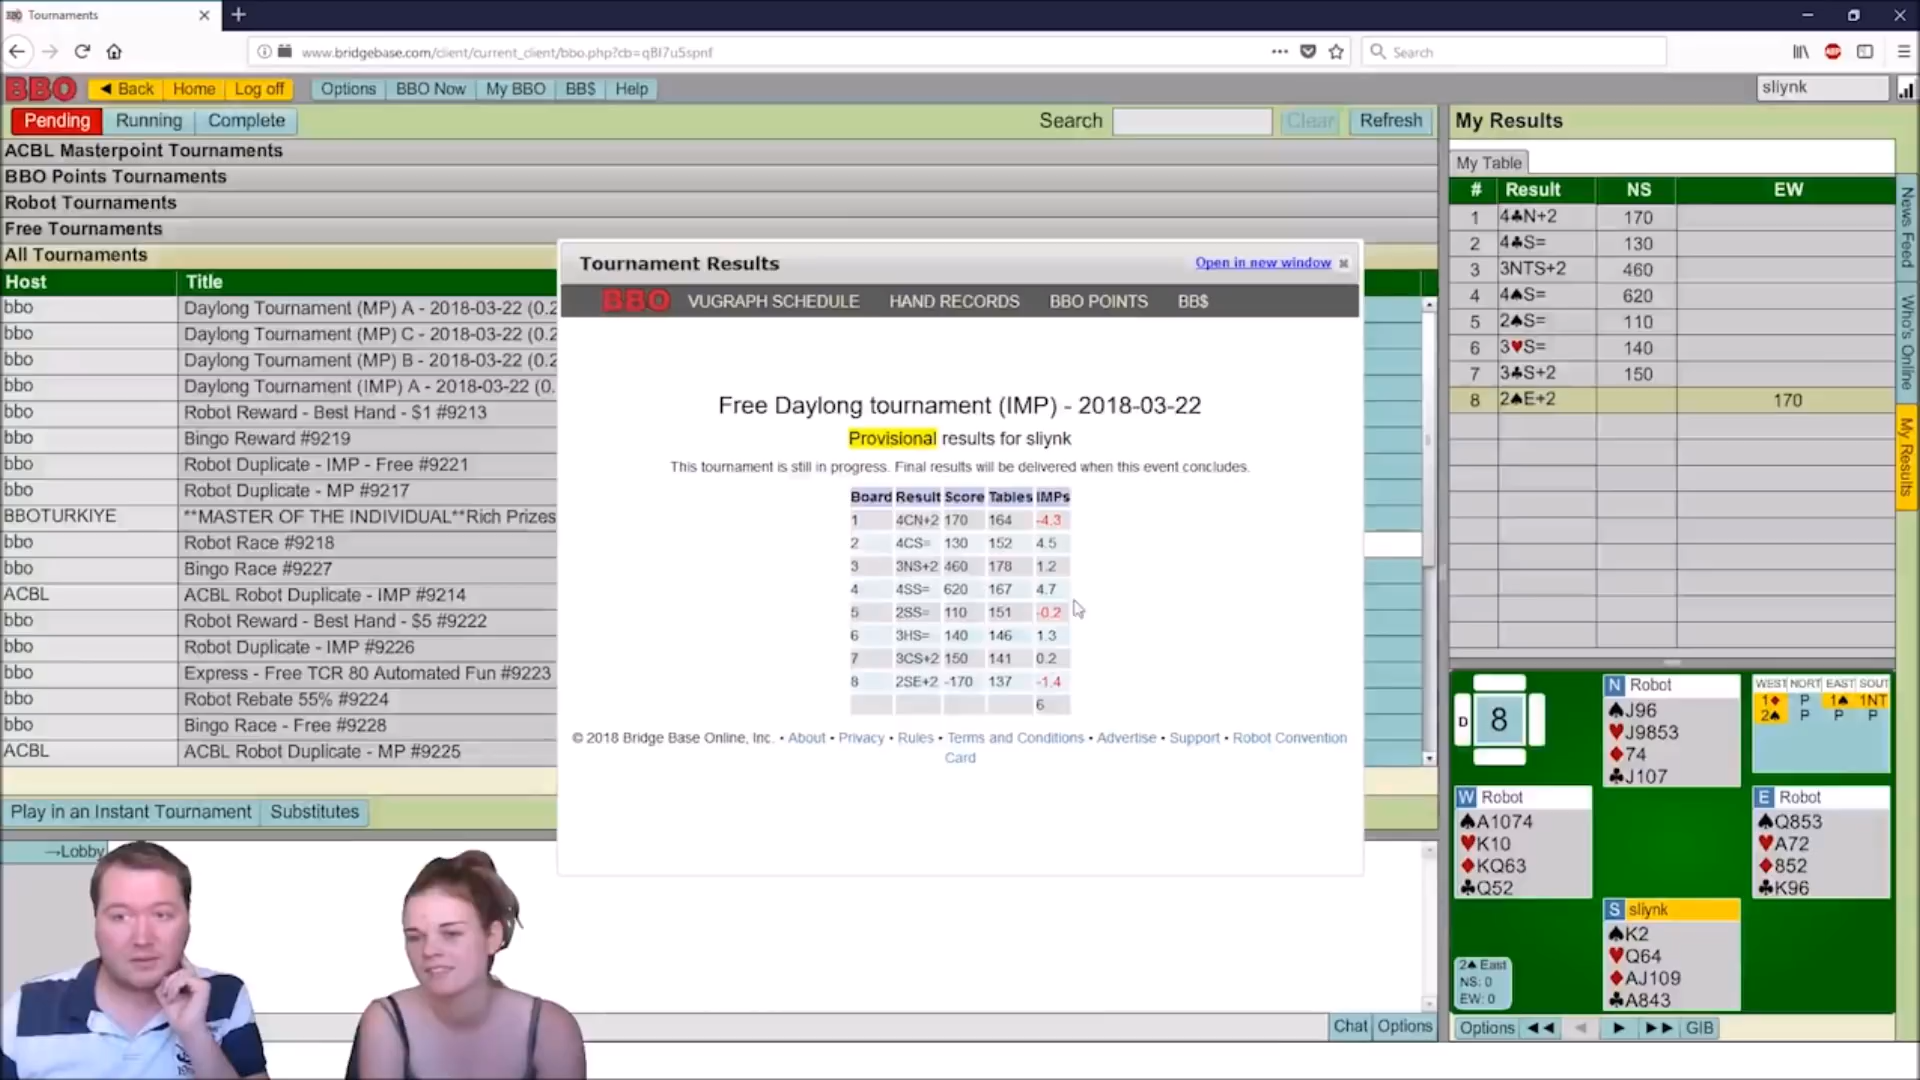 Tournaments
www.bridgebase.com/client/current_client/bbo.php?cb=qBl7u5spnf
Search
BBO Back Home Log off Options BBO Now My BBO BB$ Help
sliynk
Pending Running Complete
Search Clear Refresh
ACBL Masterpoint Tournaments
BBO Points Tournaments
Robot Tournaments
Free Tournaments
All Tournaments
Host Title
bbo Daylong Tournament (MP) A - 2018-03-22 (0.2
bbo Daylong Tournament (MP) C - 2018-03-22 (0.2
bbo Daylong Tournament (MP) B - 2018-03-22 (0.2
bbo Daylong Tournament (IMP) A - 2018-03-22 (0.
bbo Robot Reward - Best Hand - $1 #9213
bbo Bingo Reward #9219
bbo Robot Duplicate - IMP - Free #9221
bbo Robot Duplicate - MP #9217
BBOTURKIYE **MASTER OF THE INDIVIDUAL**Rich Prizes
bbo Robot Race #9218
bbo Bingo Race #9227
ACBL ACBL Robot Duplicate - IMP #9214
bbo Robot Reward - Best Hand - $5 #9222
bbo Robot Duplicate - IMP #9226
bbo Express - Free TCR 80 Automated Fun #9223
bbo Robot Rebate 55% #9224
bbo Bingo Race - Free #9228
ACBL ACBL Robot Duplicate - MP #9225
Play in an Instant Tournament Substitutes
→Lobby
Chat Options
Tournament Results
Open in new window
BBO VUGRAPH SCHEDULE HAND RECORDS BBO POINTS BB$
Free Daylong tournament (IMP) - 2018-03-22
Provisional results for sliynk
This tournament is still in progress. Final results will be delivered when this event concludes.
Board Result Score Tables IMPs
1 4CN+2 170 164 -4.3
2 4CS= 130 152 4.5
3 3NS+2 460 178 1.2
4 4SS= 620 167 4.7
5 2SS= 110 151 -0.2
6 3HS= 140 146 1.3
7 3CS+2 150 141 0.2
8 2SE+2 -170 137 -1.4
6
© 2018 Bridge Base Online, Inc. • About • Privacy • Rules • Terms and Conditions • Advertise • Support • Robot Convention
Card
My Results
My Table
# Result NS EW
1 4♣N+2 170
2 4♣S= 130
3 3NTS+2 460
4 4♠S= 620
5 2♠S= 110
6 3♥S= 140
7 3♣S+2 150
8 2♠E+2 170
News Feed
Who's Online
My Results
D 8
N Robot
♠J96
♥J9853
♦74
♣J107
WEST NORT EAST SOUT
1♦ P 1♠ 1NT
2♠ P P P
W Robot
♠A1074
♥K10
♦KQ63
♣Q52
E Robot
♠Q853
♥A72
♦852
♣K96
S sliynk
♠K2
♥Q64
♦AJ109
♣A843
2♠ East
NS: 0
EW: 0
Options GIB